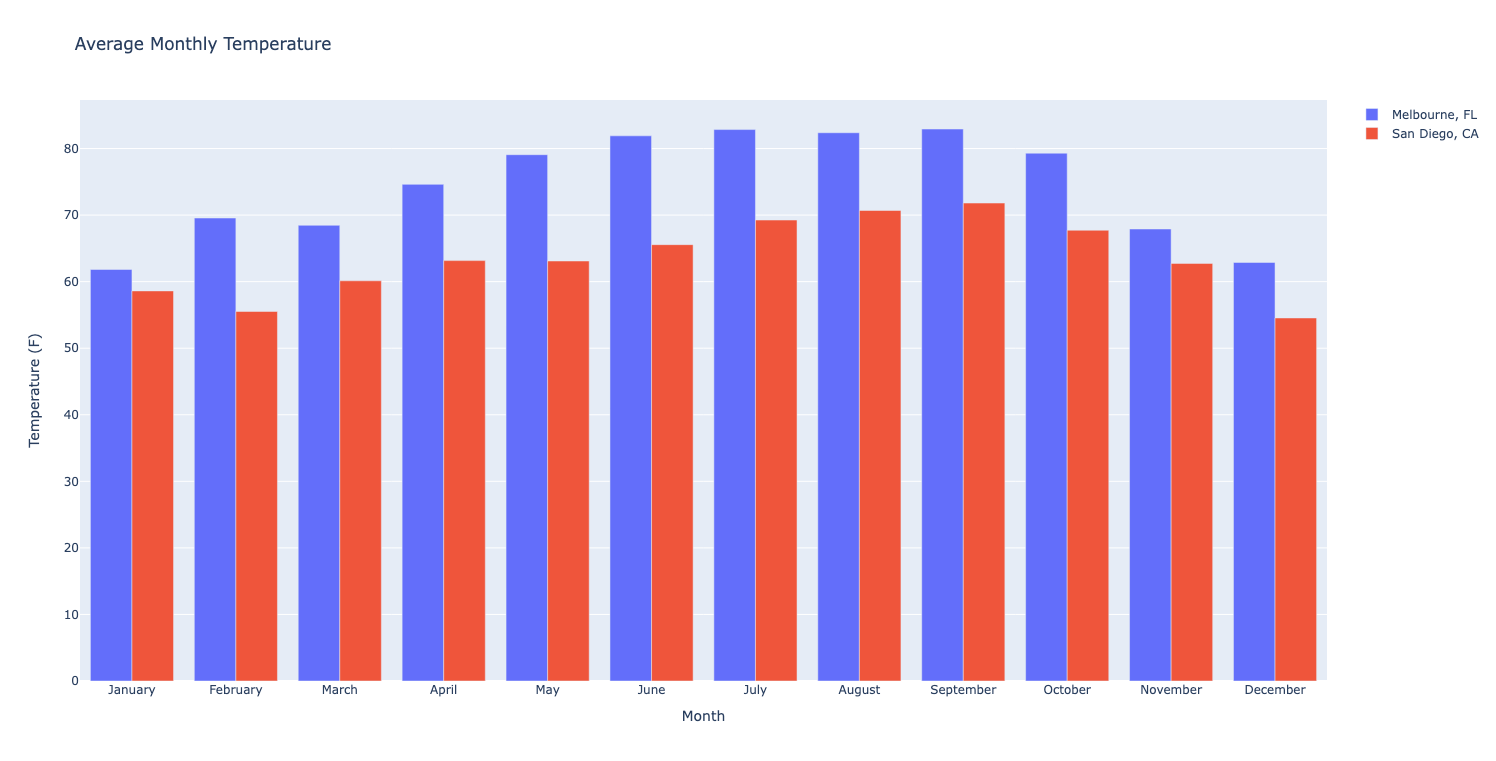 Average Monthly Temperature
Melbourne, FL
San Diego, CA
80
70
60
50
40
30
20
10
0
Temperature (F)
January February March April May June July August September October November December
Month